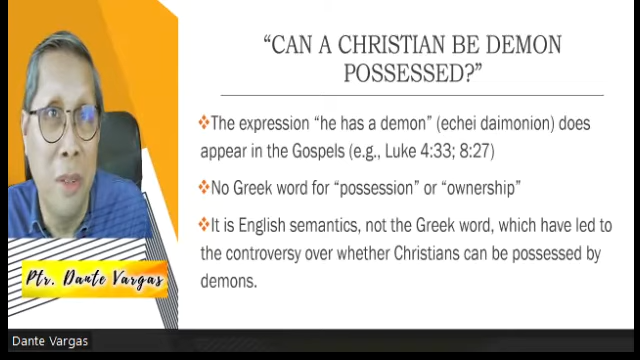 “CAN A CHRISTIAN BE DEMON
POSSESSED?”
❖The expression “he has a demon” (echei daimonion) does
appear in the Gospels (e.g., Luke 4:33; 8:27)
❖No Greek word for “possession” or “ownership”
❖It is English semantics, not the Greek word, which have led to
the controversy over whether Christians can be possessed by
demons.
Ptr. Dante Vargas
Dante Vargas